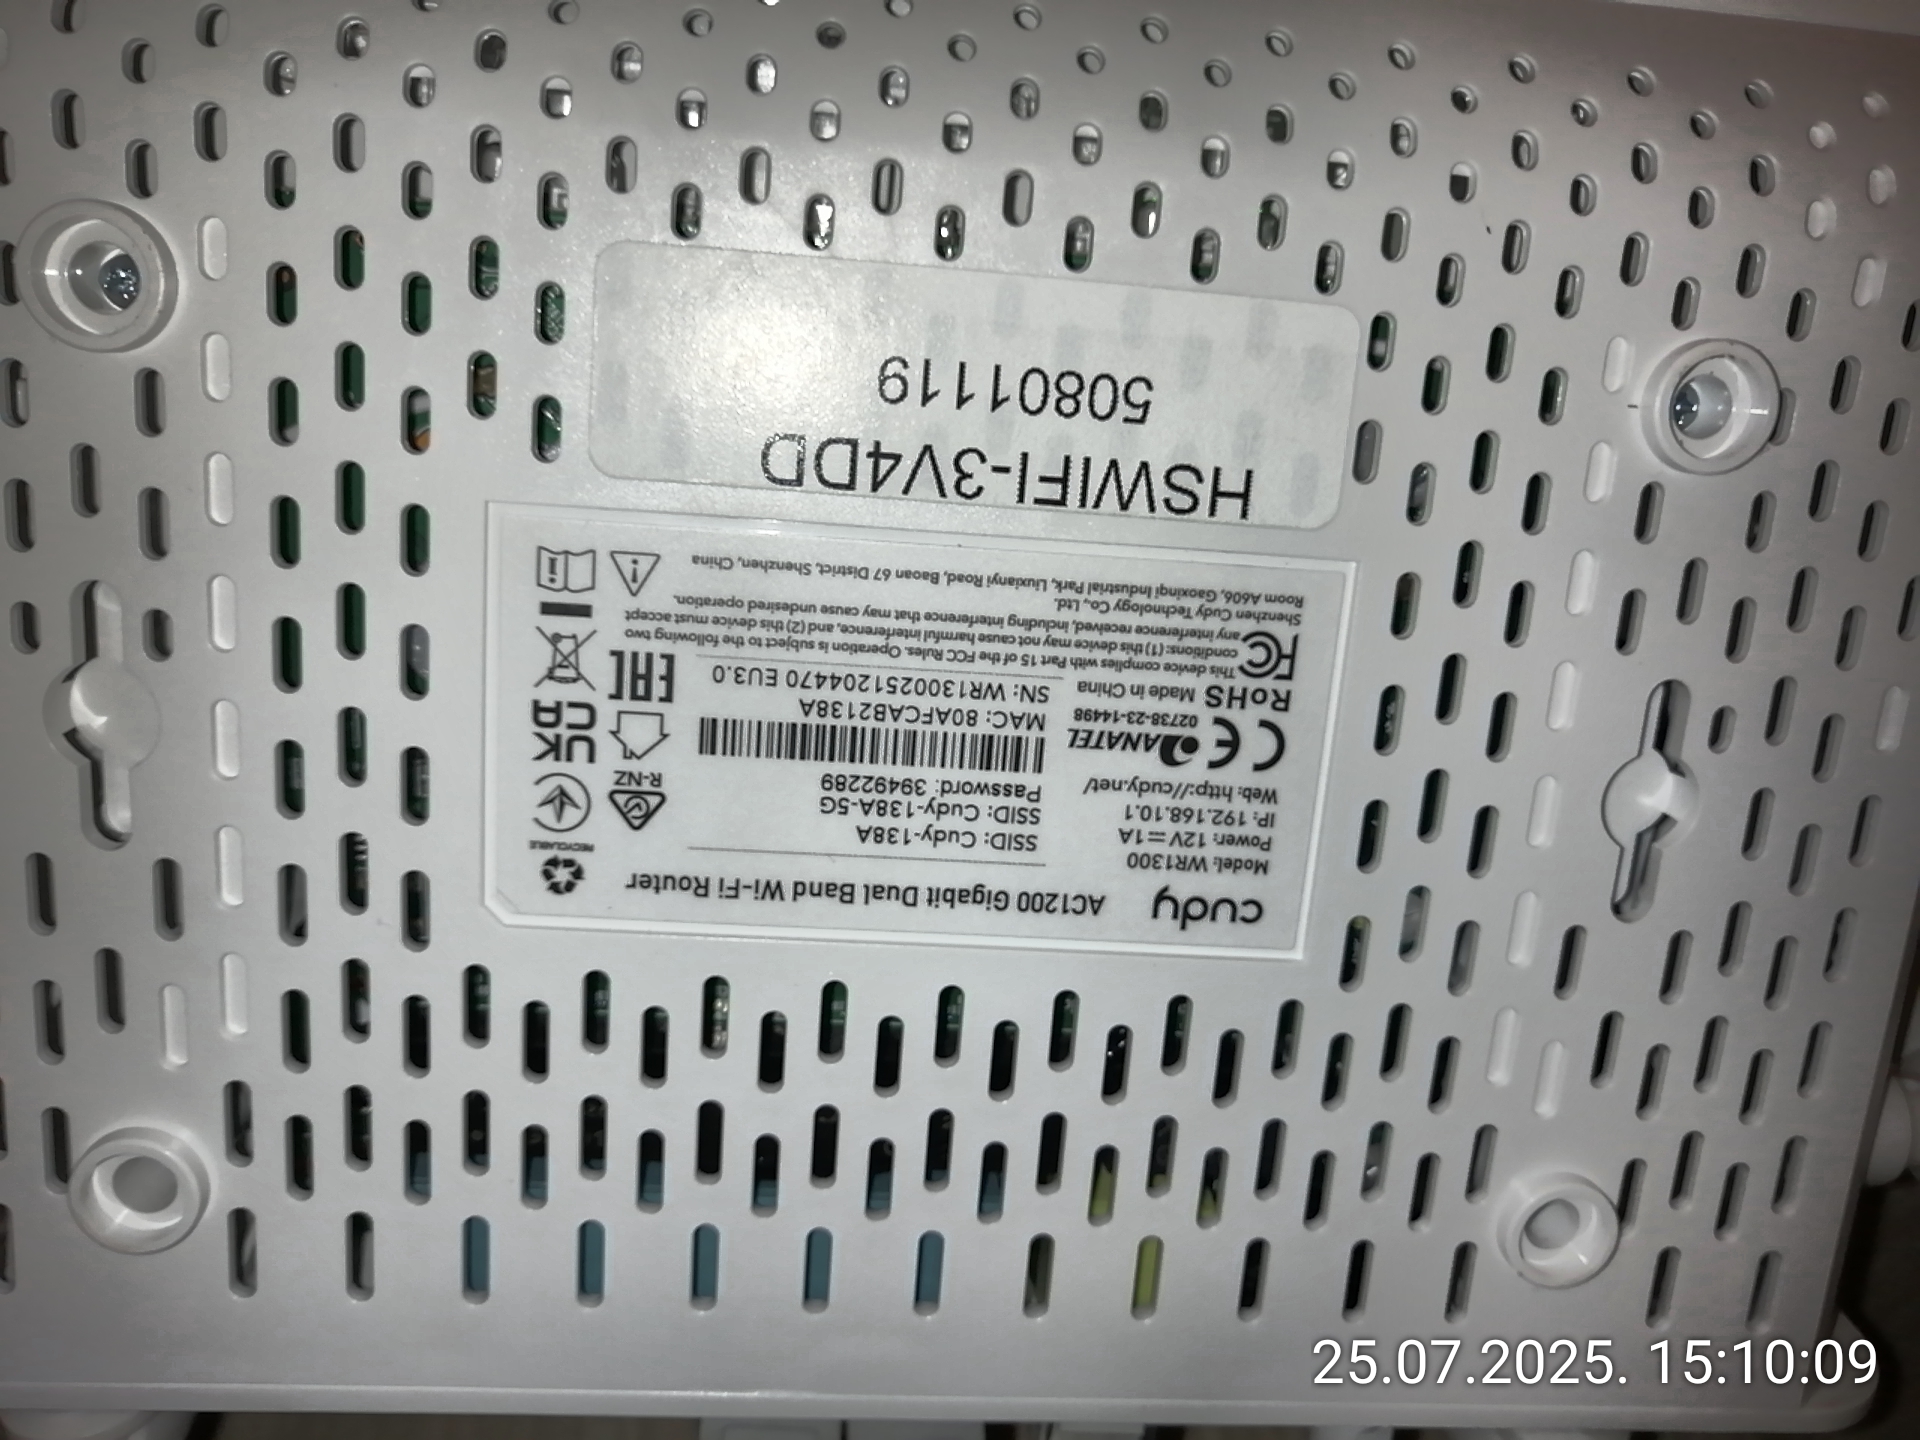 cudy AC1200 Gigabit Dual Band Wi-Fi Router
Model: WR1300
Power: 12V⎓1A
IP: 192.168.10.1
Web: http://cudy.net/
SSID: Cudy-138A
SSID: Cudy-138A-5G
Password: 39492289
RECYCLABLE
R-NZ
CE ANATEL
02738-23-14498
RoHS Made in China
MAC: 80AFCAB2138A
SN: WR1300251204470 EU3.0
UK
CA
EAC
FC
This device complies with Part 15 of the FCC Rules. Operation is subject to the following two
conditions: (1) this device may not cause harmful interference, and (2) this device must accept
any interference received, including interference that may cause undesired operation.
Shenzhen Cudy Technology Co., Ltd.
Room A606, Gaoxinqi Industrial Park, Liuxianyi Road, Baoan 67 District, Shenzhen, China
HSWIFI-3V4DD
50801119
25.07.2025. 15:10:09